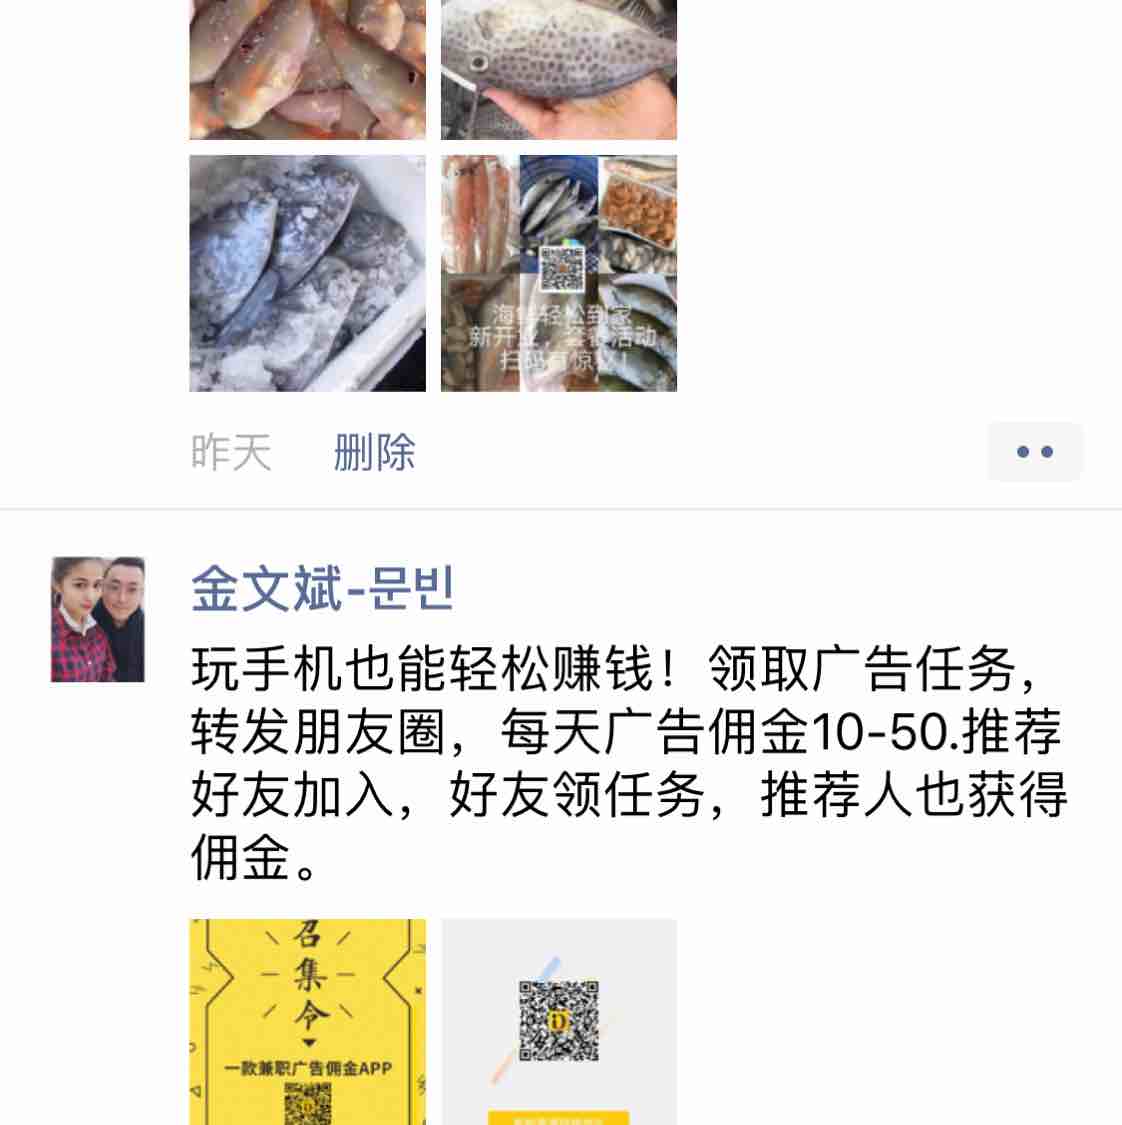 海鲜轻松到家
新开业，套餐活动
扫码有惊喜！
昨天 删除
金文斌-문빈
玩手机也能轻松赚钱！领取广告任务，
转发朋友圈，每天广告佣金10-50.推荐
好友加入，好友领任务，推荐人也获得
佣金。
召
集
令
一款兼职广告佣金APP